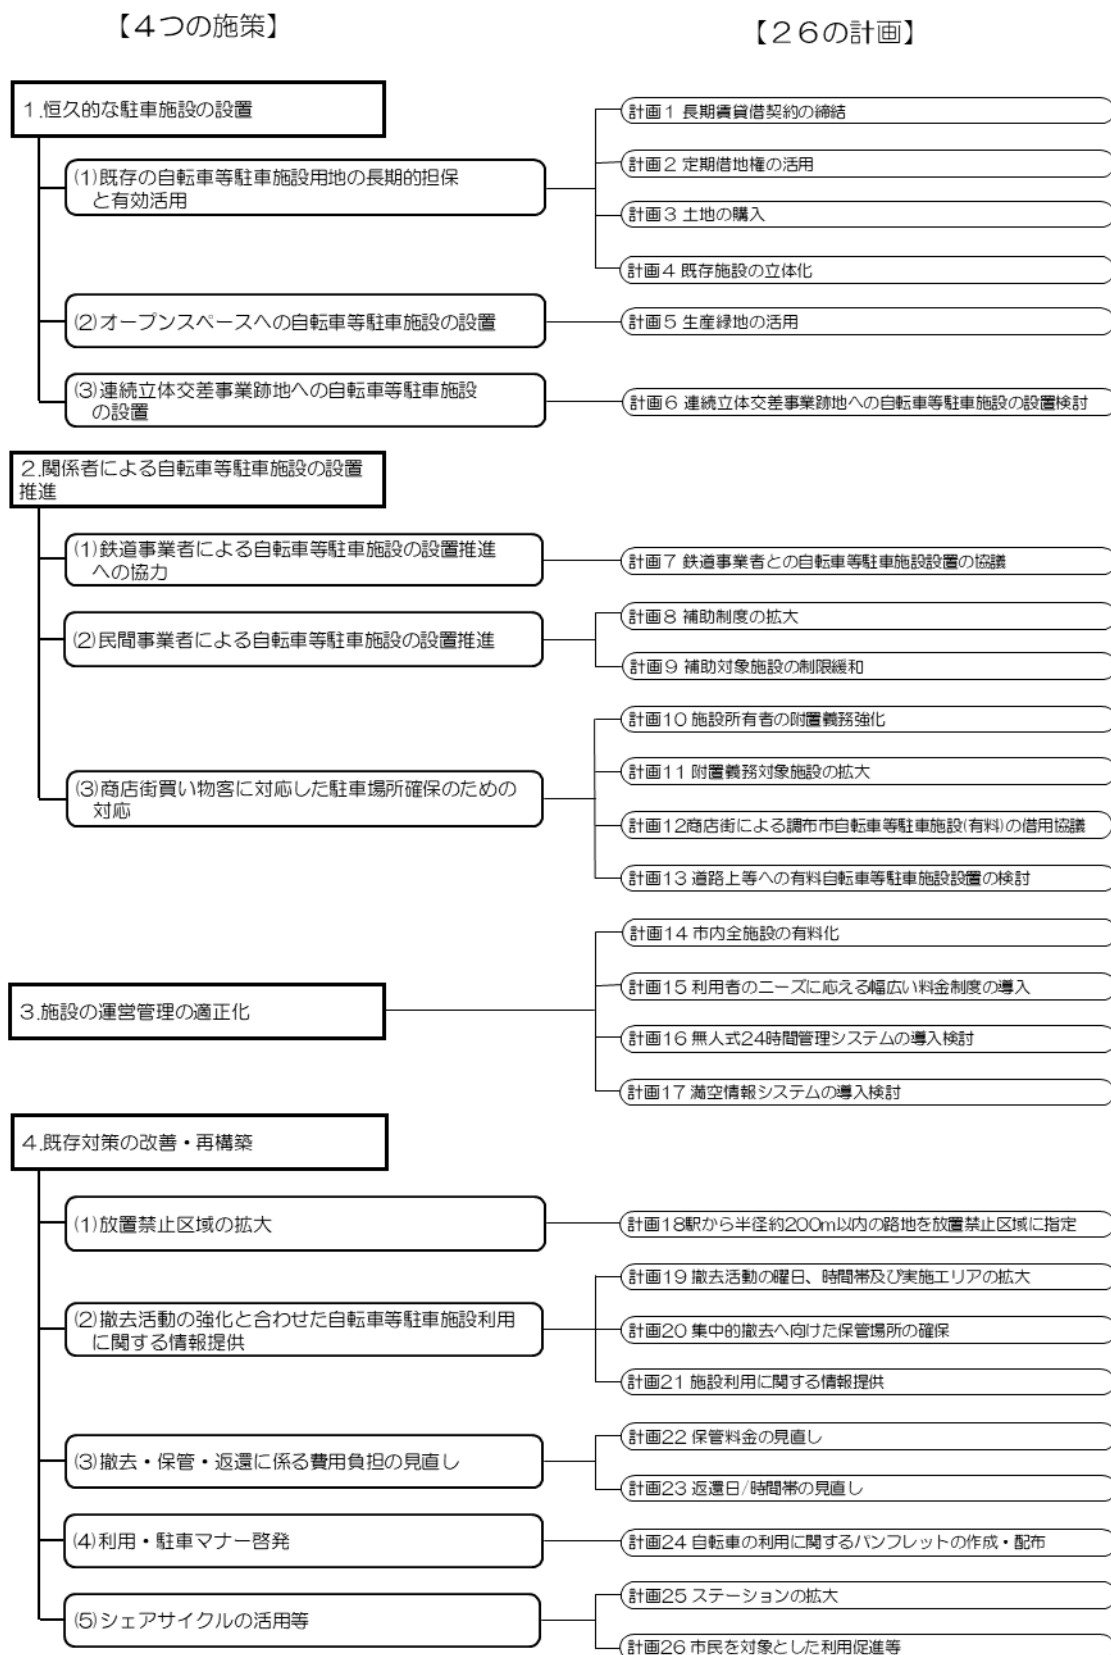 【4つの施策】
【26の計画】
1.恒久的な駐車施設の設置
計画1 長期賃貸借契約の締結
計画2 定期借地権の活用
(1)既存の自転車等駐車施設用地の長期的担保
と有効活用
計画3 土地の購入
計画4 既存施設の立体化
(2)オープンスペースへの自転車等駐車施設の設置
計画5 生産緑地の活用
(3)連続立体交差事業跡地への自転車等駐車施設
の設置
計画6 連続立体交差事業跡地への自転車等駐車施設の設置検討
2.関係者による自転車等駐車施設の設置
推進
(1)鉄道事業者による自転車等駐車施設の設置推進
への協力
計画7 鉄道事業者との自転車等駐車施設設置の協議
計画8 補助制度の拡大
(2)民間事業者による自転車等駐車施設の設置推進
計画9 補助対象施設の制限緩和
計画10 施設所有者の附置義務強化
計画11 附置義務対象施設の拡大
(3)商店街買い物客に対応した駐車場所確保のための
対応
計画12商店街による調布市自転車等駐車施設(有料)の借用協議
計画13 道路上等への有料自転車等駐車施設設置の検討
計画14 市内全施設の有料化
計画15 利用者のニーズに応える幅広い料金制度の導入
3.施設の運営管理の適正化
計画16 無人式24時間管理システムの導入検討
計画17 満空情報システムの導入検討
4.既存対策の改善・再構築
(1)放置禁止区域の拡大
計画18駅から半径約200m以内の路地を放置禁止区域に指定
計画19 撤去活動の曜日、時間帯及び実施エリアの拡大
(2)撤去活動の強化と合わせた自転車等駐車施設利用
に関する情報提供
計画20 集中的撤去へ向けた保管場所の確保
計画21 施設利用に関する情報提供
計画22 保管料金の見直し
(3)撤去・保管・返還に係る費用負担の見直し
計画23 返還日/時間帯の見直し
(4)利用・駐車マナー啓発
計画24 自転車の利用に関するパンフレットの作成・配布
計画25 ステーションの拡大
(5)シェアサイクルの活用等
計画26 市民を対象とした利用促進等